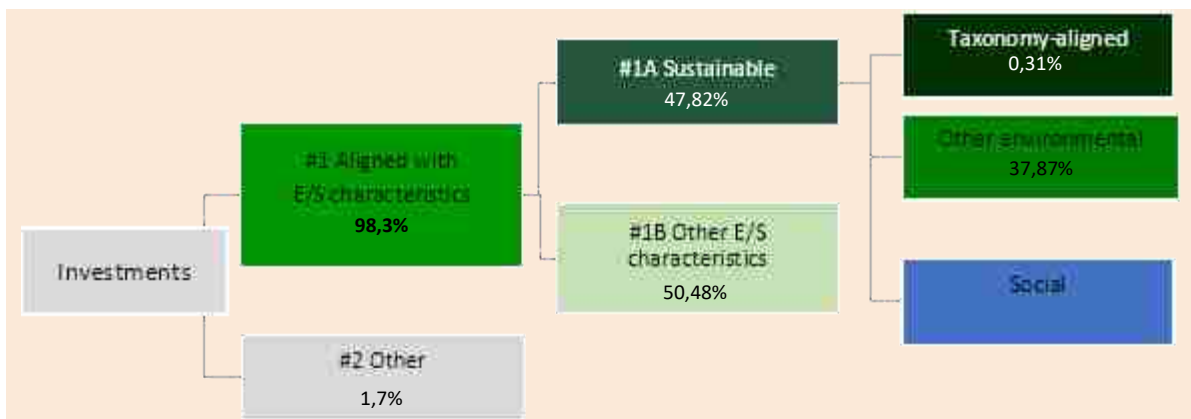 Investments
#1 Aligned with
E/S characteristics
98,3%
#2 Other
1,7%
#1A Sustainable
47,82%
#1B Other E/S
characteristics
50,48%
Taxonomy-aligned
0,31%
Other environmental
37,87%
Social